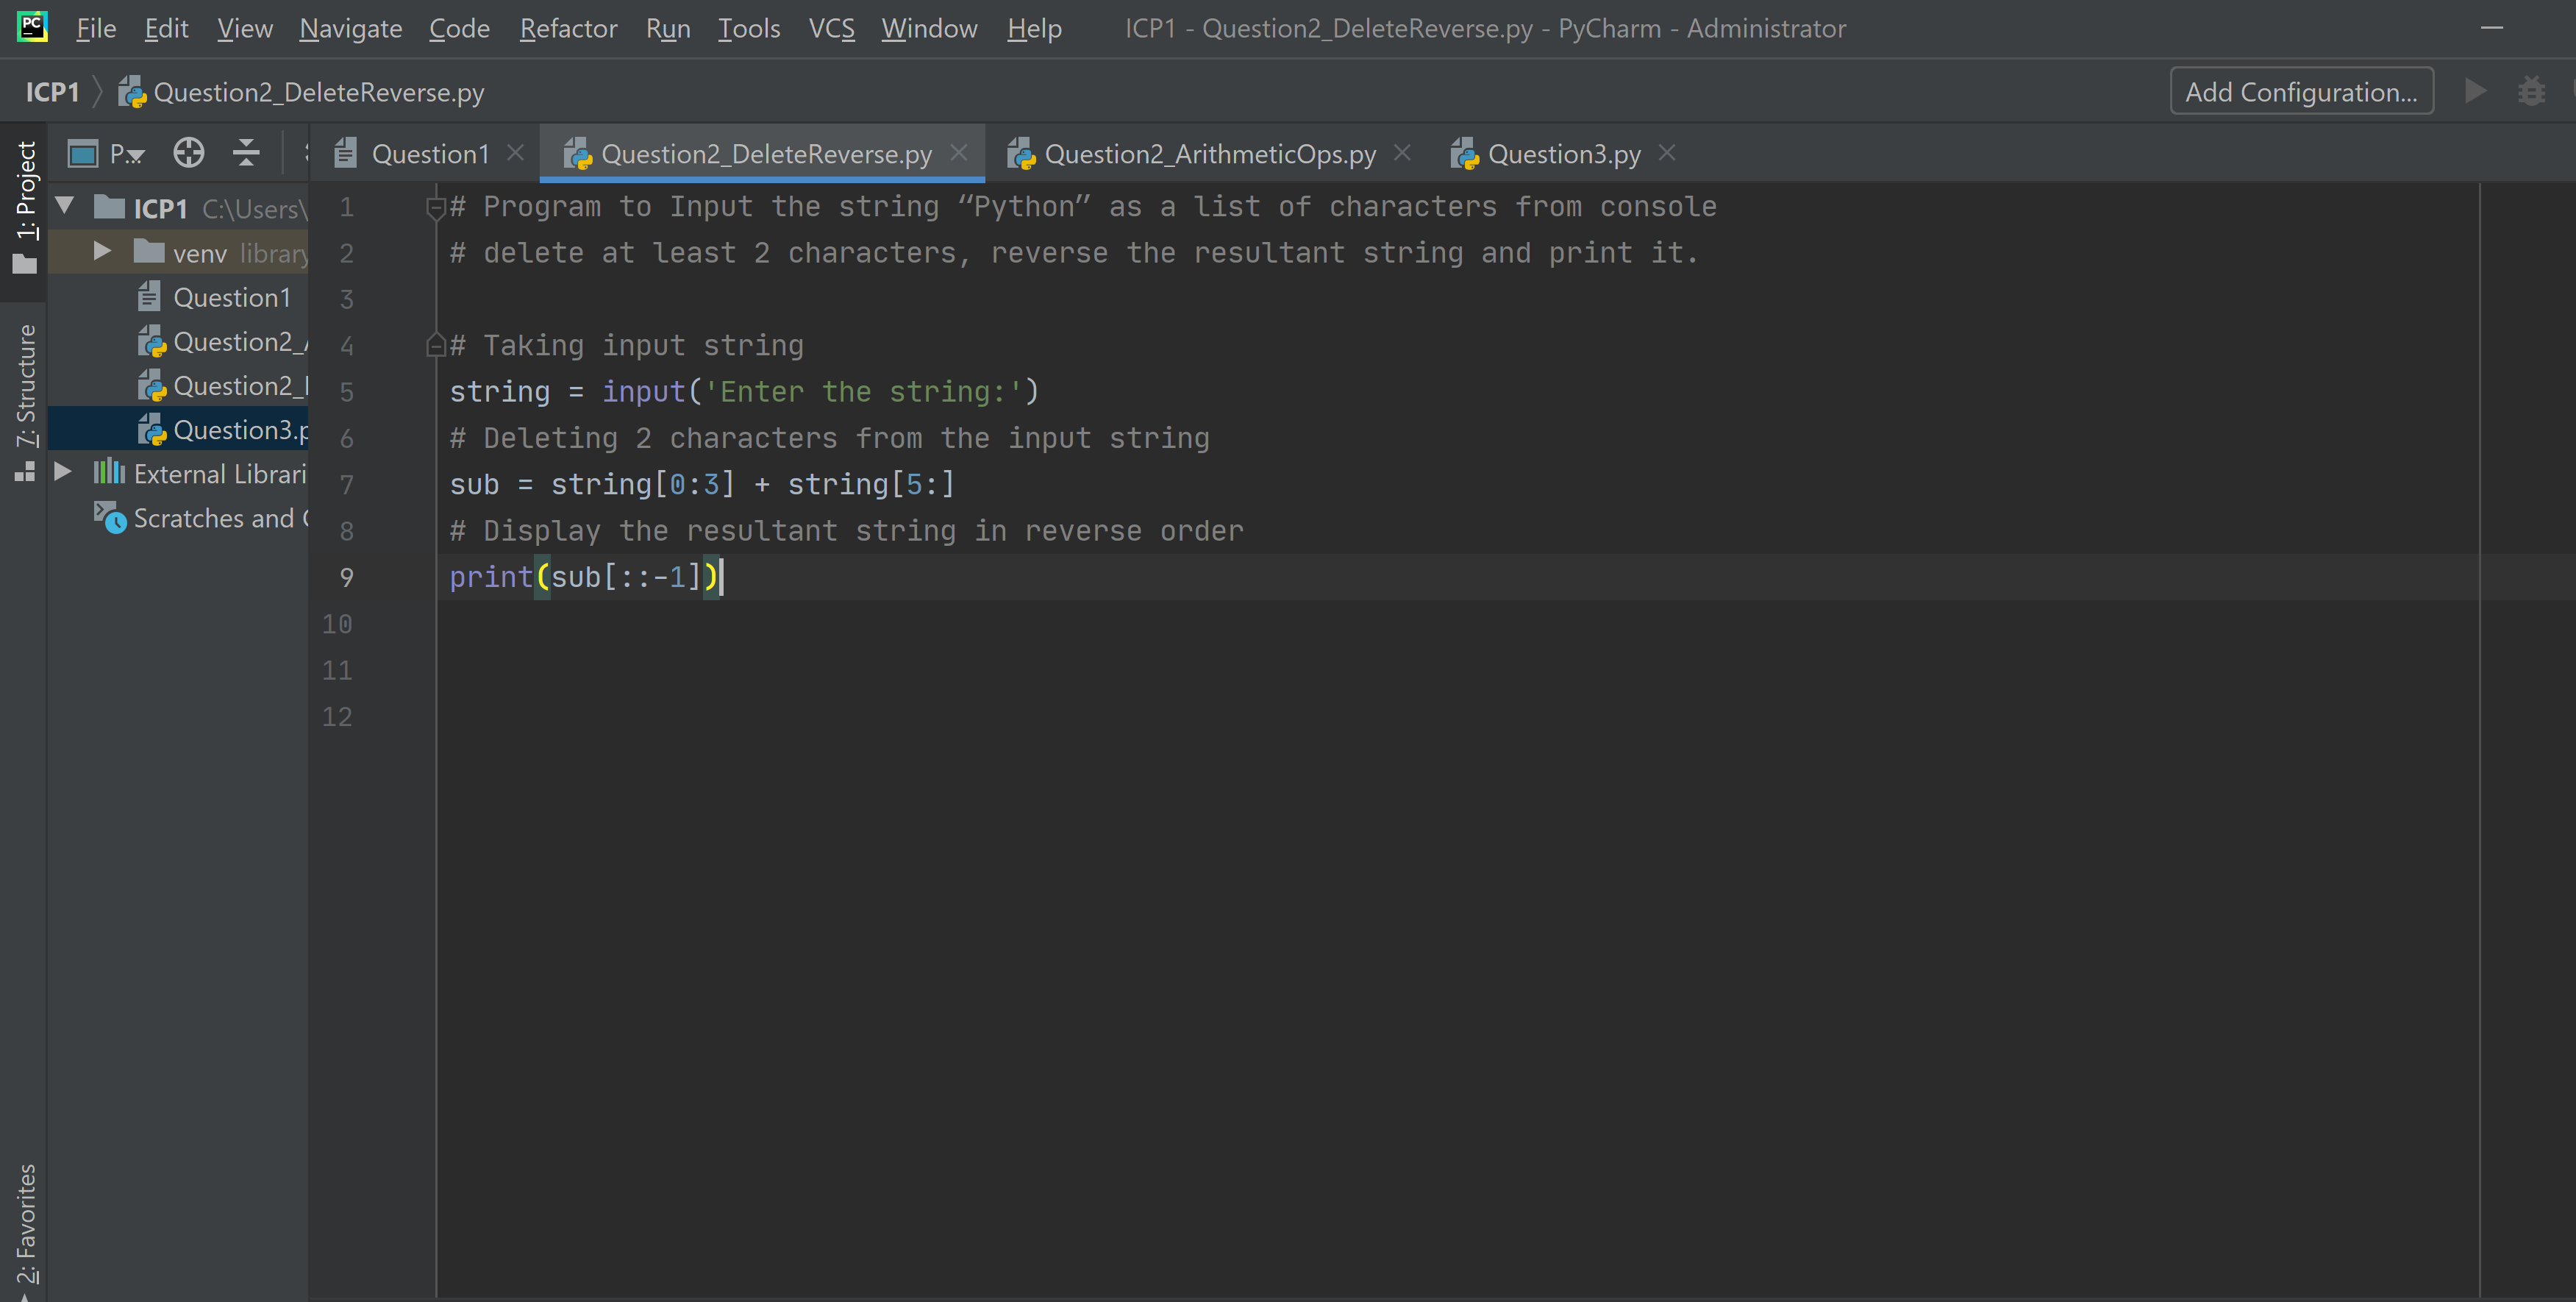 PC File Edit View Navigate Code Refactor Run Tools VCS Window Help ICP1 - Question2_DeleteReverse.py - PyCharm - Administrator
ICP1 Question2_DeleteReverse.py Add Configuration...
1: Project
7: Structure
2: Favorites
P... Question1 Question2_DeleteReverse.py Question2_ArithmeticOps.py Question3.py
ICP1 C:\Users\
venv library
Question1
Question2_
Question2_
Question3.p
External Librari
Scratches and
1 # Program to Input the string “Python” as a list of characters from console
2 # delete at least 2 characters, reverse the resultant string and print it.
3
4 # Taking input string
5 string = input('Enter the string:')
6 # Deleting 2 characters from the input string
7 sub = string[0:3] + string[5:]
8 # Display the resultant string in reverse order
9 print(sub[::-1])
10
11
12